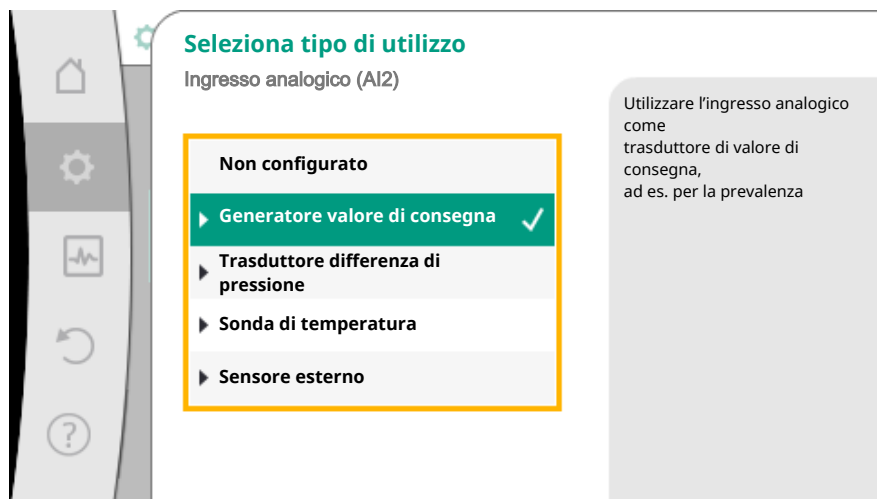 Seleziona tipo di utilizzo
Ingresso analogico (AI2)
Non configurato
Generatore valore di consegna
Trasduttore differenza di
pressione
Sonda di temperatura
Sensore esterno
Utilizzare l'ingresso analogico
come
trasduttore di valore di
consegna,
ad es. per la prevalenza
?